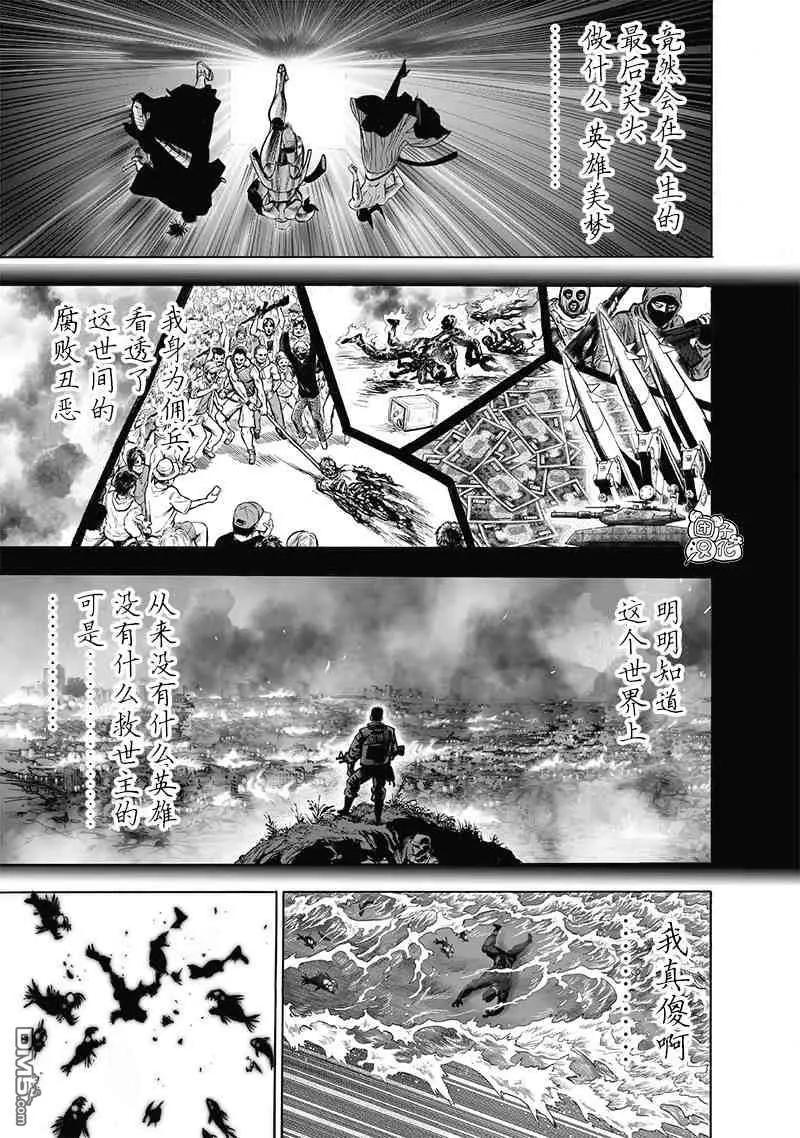 竟然会在人生的
最后关头
做什么 英雄美梦
…………
我身为佣兵
看透了
这世间的
腐败丑恶
明明知道
这个世界上
从来没有什么英雄
没有什么救世主的
可是…………
…………
我真傻啊
…………
DM5.com